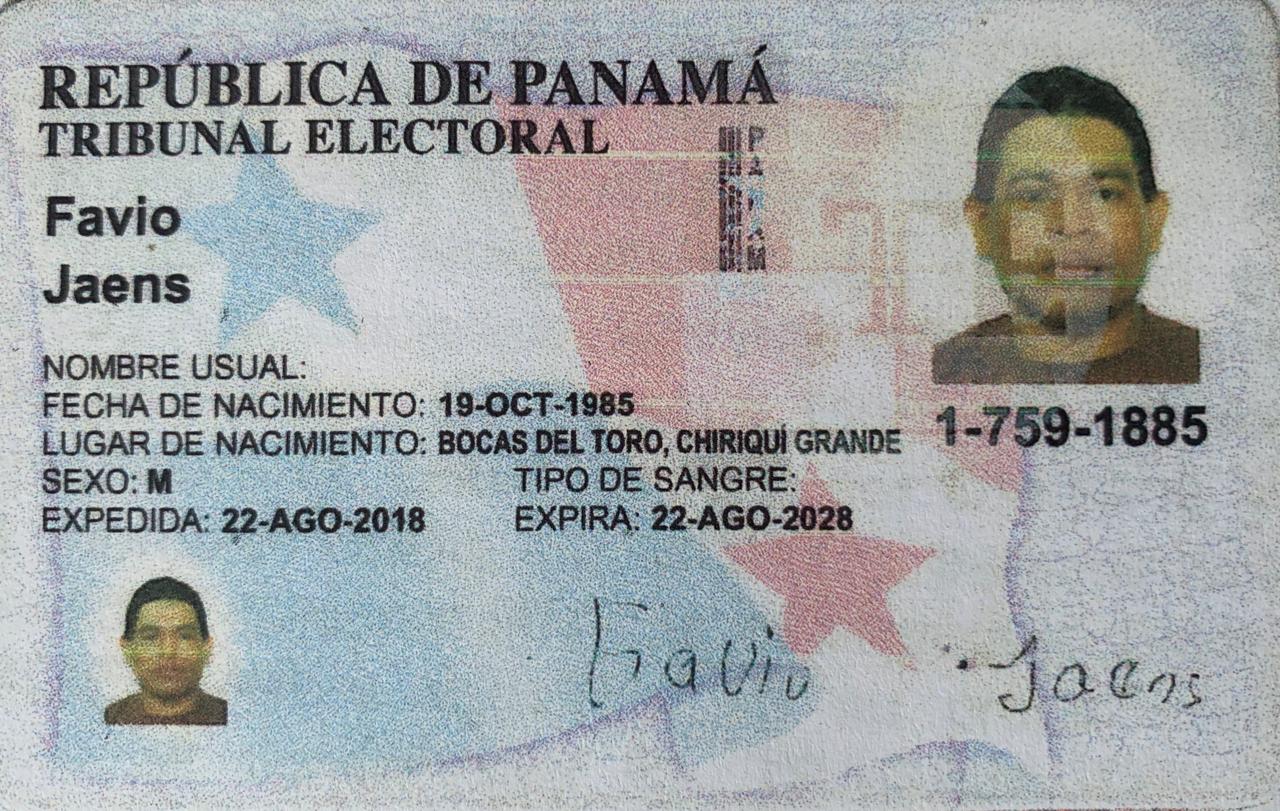 REPÚBLICA DE PANAMÁ
TRIBUNAL ELECTORAL
PANAM
Favio
Jaens
NOMBRE USUAL:
FECHA DE NACIMIENTO: 19-OCT-1985
LUGAR DE NACIMIENTO: BOCAS DEL TORO, CHIRIQUÍ GRANDE
1-759-1885
SEXO: M TIPO DE SANGRE:
EXPEDIDA: 22-AGO-2018 EXPIRA: 22-AGO-2028
Favio Jaens